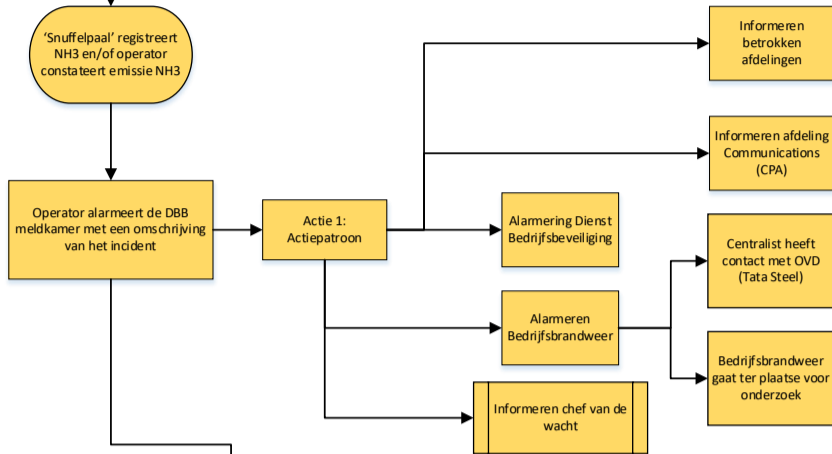 ‘Snuffelpaal’ registreert
NH3 en/of operator
constateert emissie NH3
Operator alarmeert de DBB
meldkamer met een omschrijving
van het incident
Actie 1:
Actiepatroon
Informeren
betrokken
afdelingen
Informeren afdeling
Communications
(CPA)
Alarmering Dienst
Bedrijfsbeveiliging
Alarmeren
Bedrijfsbrandweer
Centralist heeft
contact met OVD
(Tata Steel)
Bedrijfsbrandweer
gaat ter plaatse voor
onderzoek
Informeren chef van de
wacht